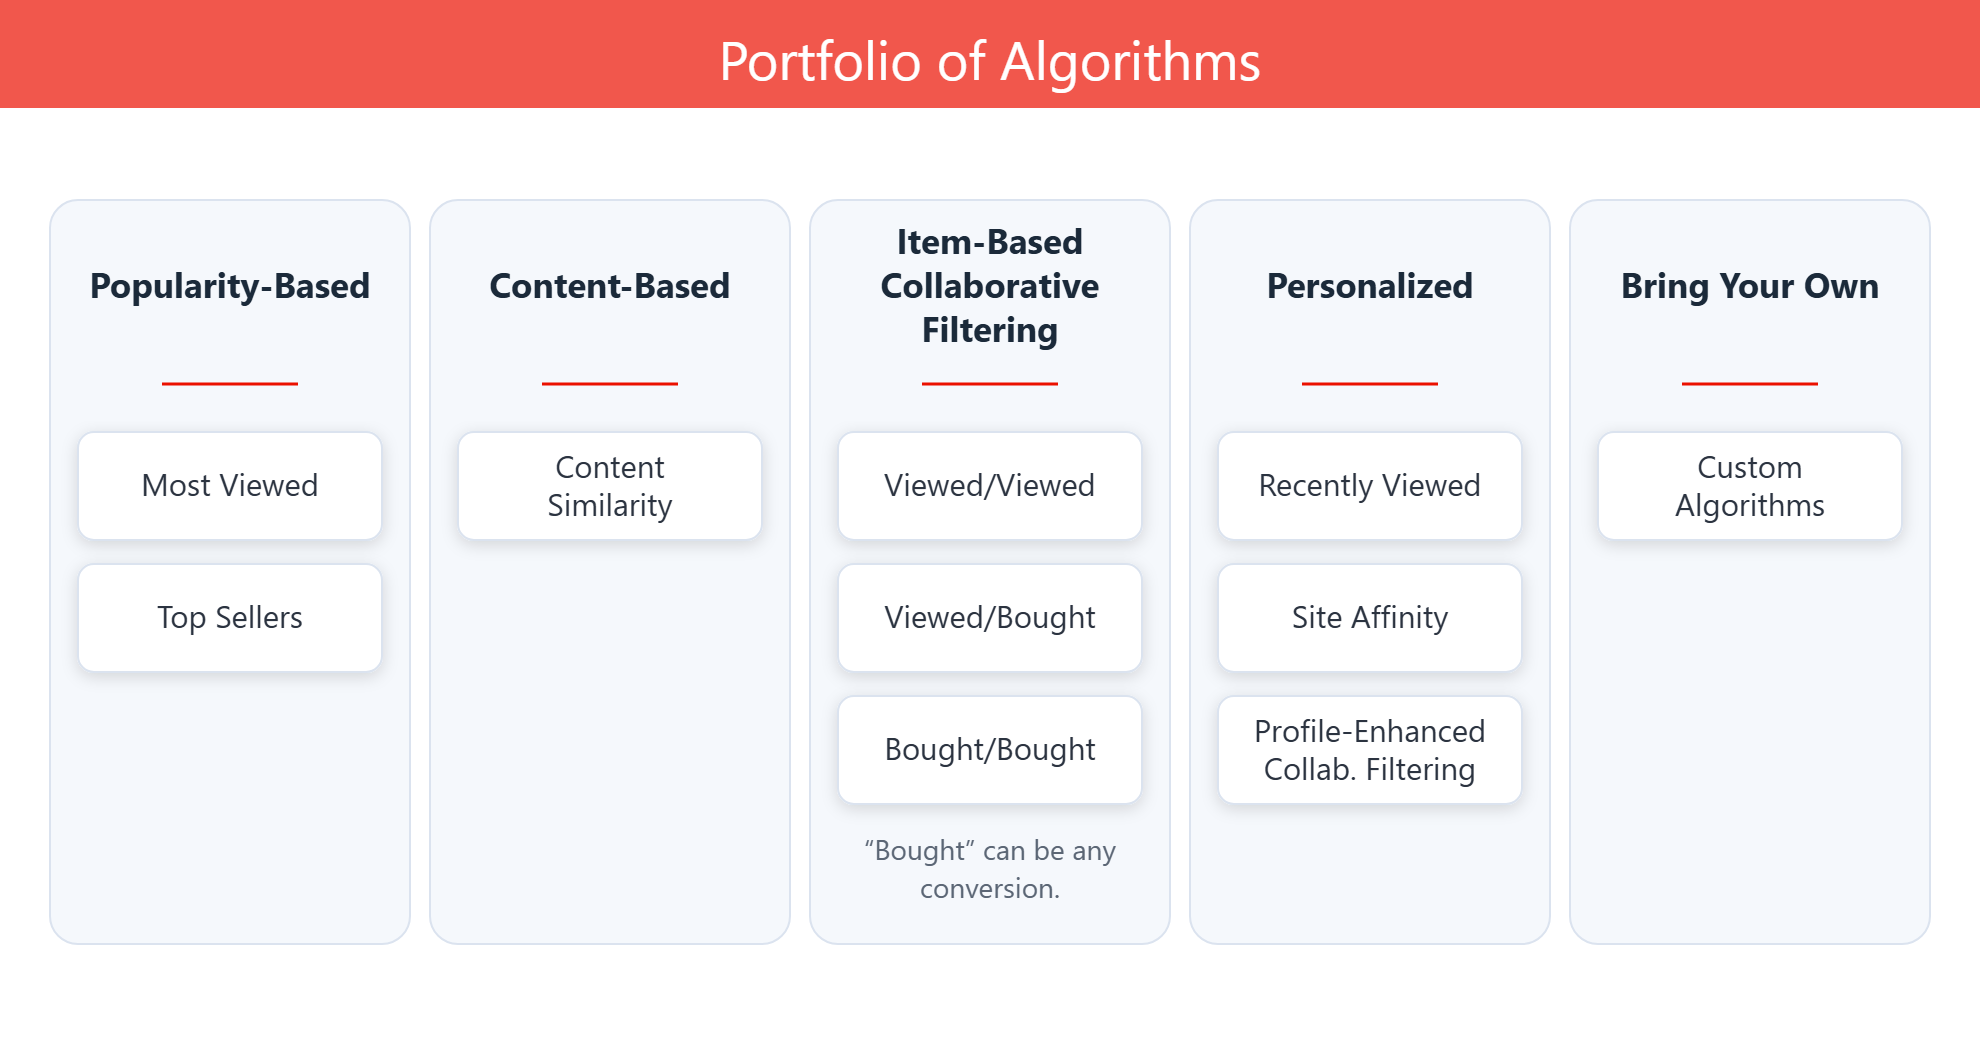 Portfolio of Algorithms
Popularity-Based
Most Viewed
Top Sellers
Content-Based
Content
Similarity
Item-Based
Collaborative
Filtering
Viewed/Viewed
Viewed/Bought
Bought/Bought
“Bought” can be any
conversion.
Personalized
Recently Viewed
Site Affinity
Profile-Enhanced
Collab. Filtering
Bring Your Own
Custom
Algorithms